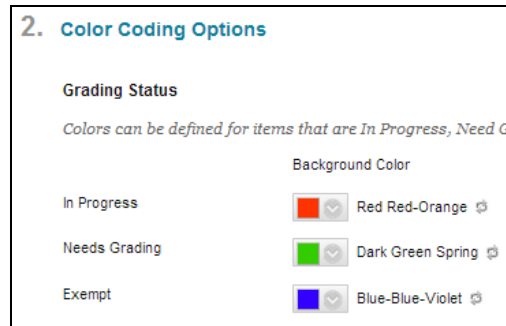 2. Color Coding Options
Grading Status
Colors can be defined for items that are In Progress, Need
Background Color
In Progress
Red Red-Orange
Needs Grading
Dark Green Spring
Exempt
Blue-Blue-Violet